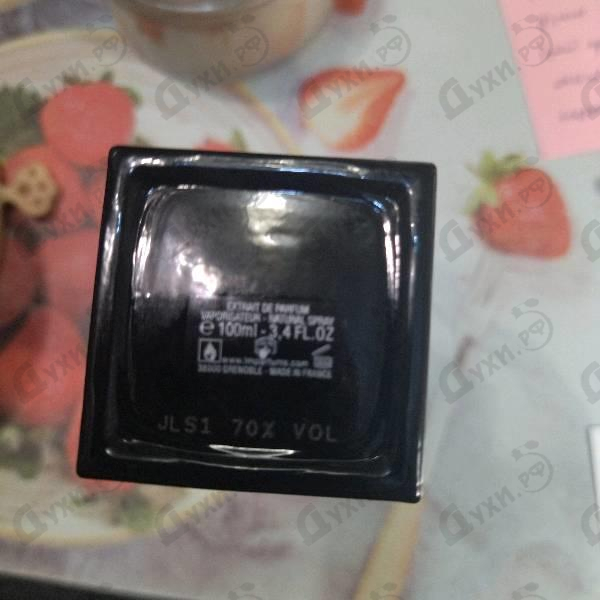 EXTRAIT DE PARFUM
VAPORISATEUR - NATURAL SPRAY
℮ 100ml - 3,4 FL.OZ
38000 GRENOBLE - MADE IN FRANCE
JLS1 70% VOL
Духи.рф